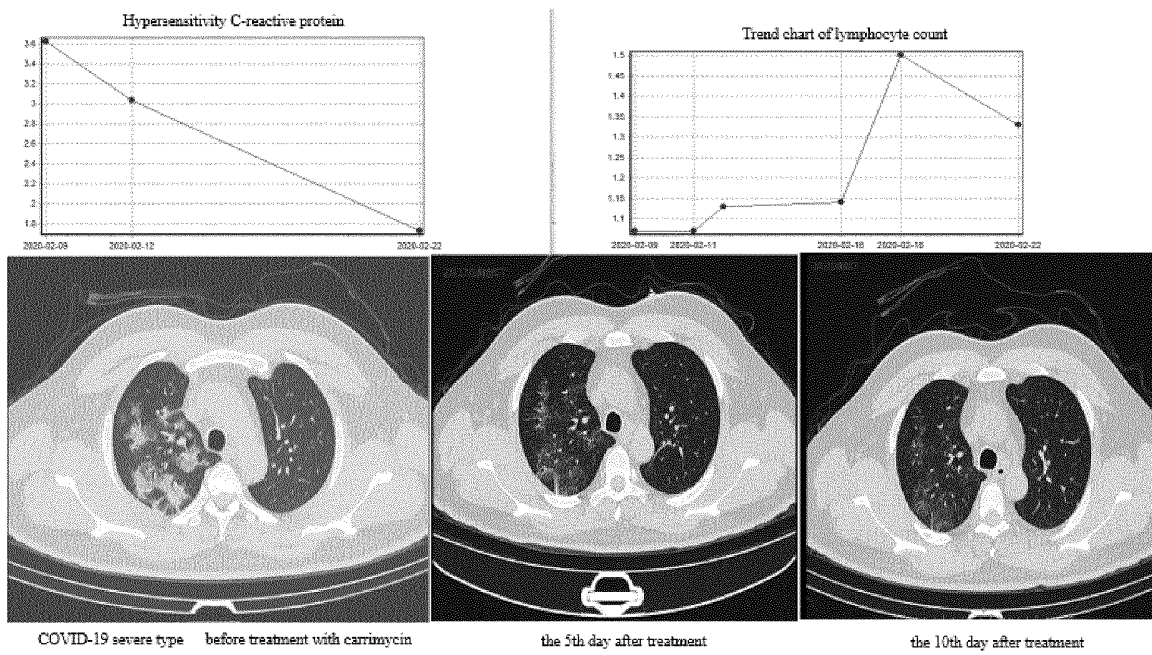 Hypersensitivity C-reactive protein
3.6
3.4
3.2
3
2.8
2.6
2.4
2.2
2
1.8
2020-02-09 2020-02-12 2020-02-22
Trend chart of lymphocyte count
1.5
1.45
1.4
1.35
1.3
1.25
1.2
1.15
1.1
2020-02-09 2020-02-11 2020-02-22
COVID-19 severe type before treatment with carrimycin
the 5th day after treatment
the 10th day after treatment